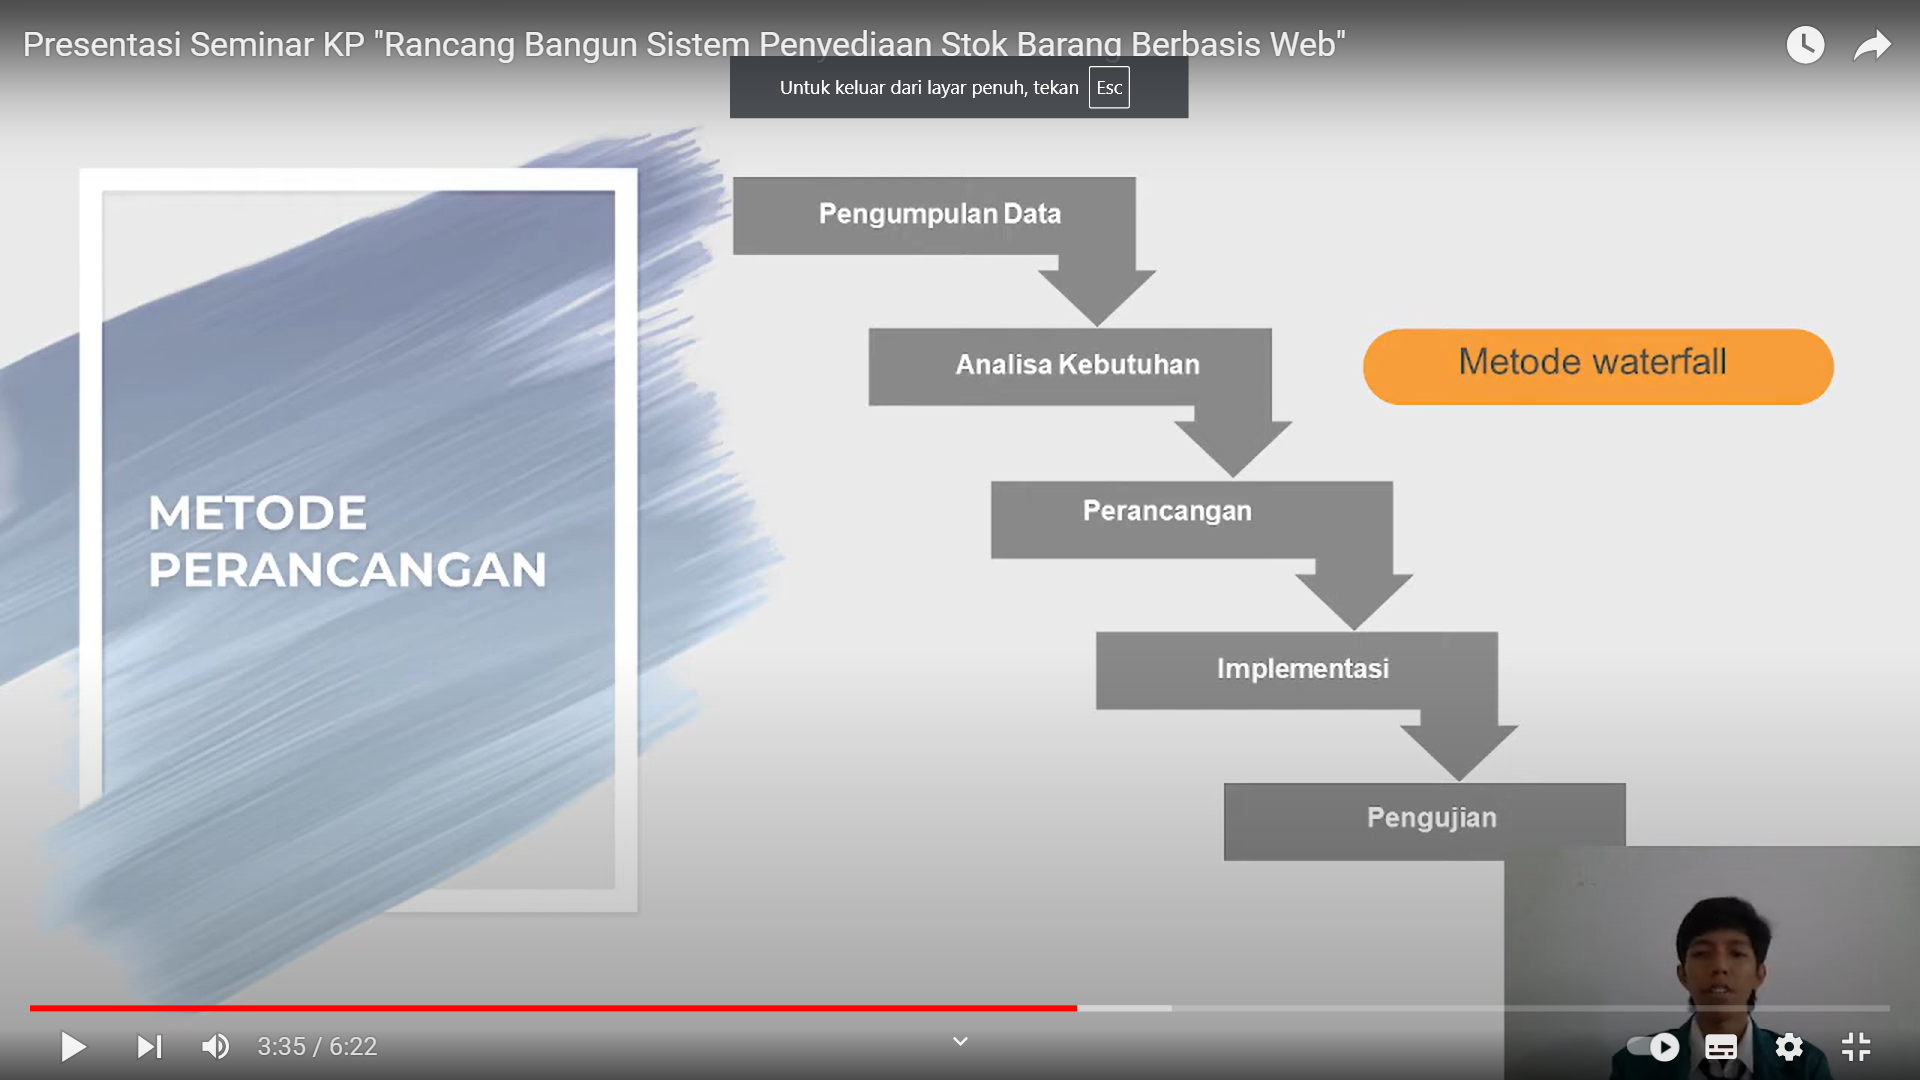 Presentasi Seminar KP "Rancang Bangun Sistem Penyediaan Stok Barang Berbasis Web"
Untuk keluar dari layar penuh, tekan Esc
METODE
PERANCANGAN
Pengumpulan Data
Analisa Kebutuhan
Metode waterfall
Perancangan
Implementasi
Pengujian
3:35 / 6:22